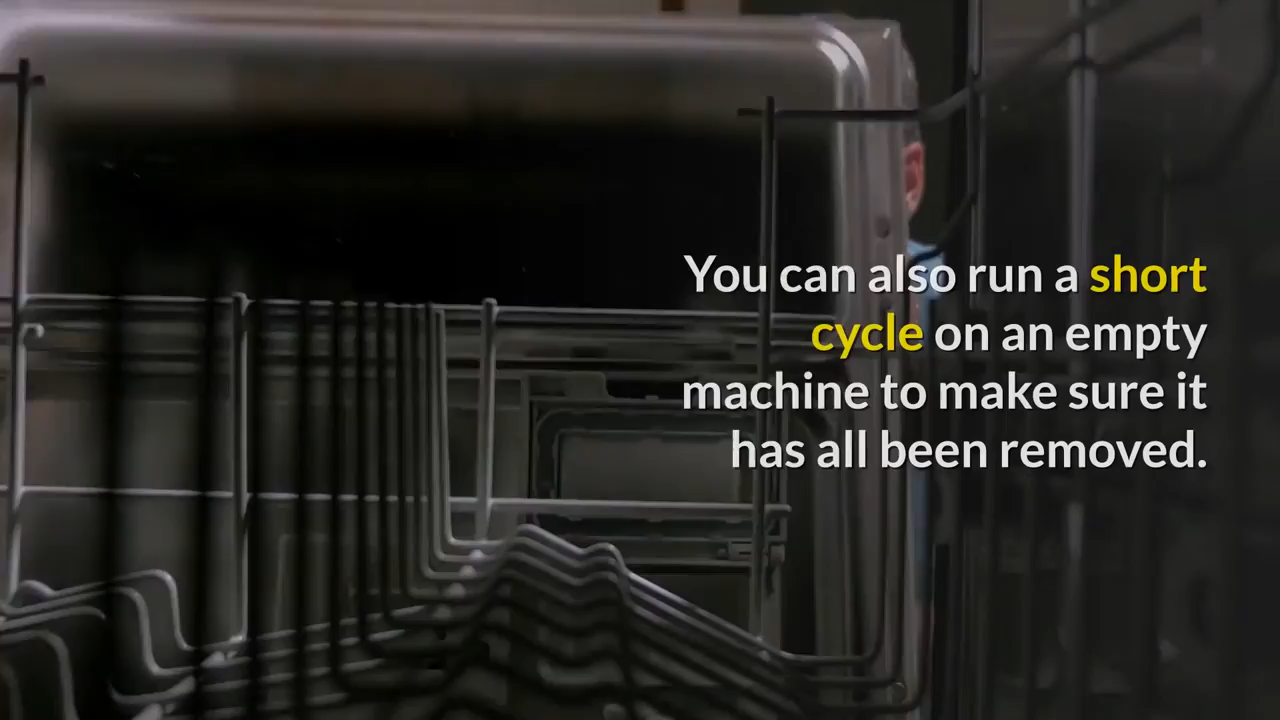 You can also run a short
cycle on an empty
machine to make sure it
has all been removed.